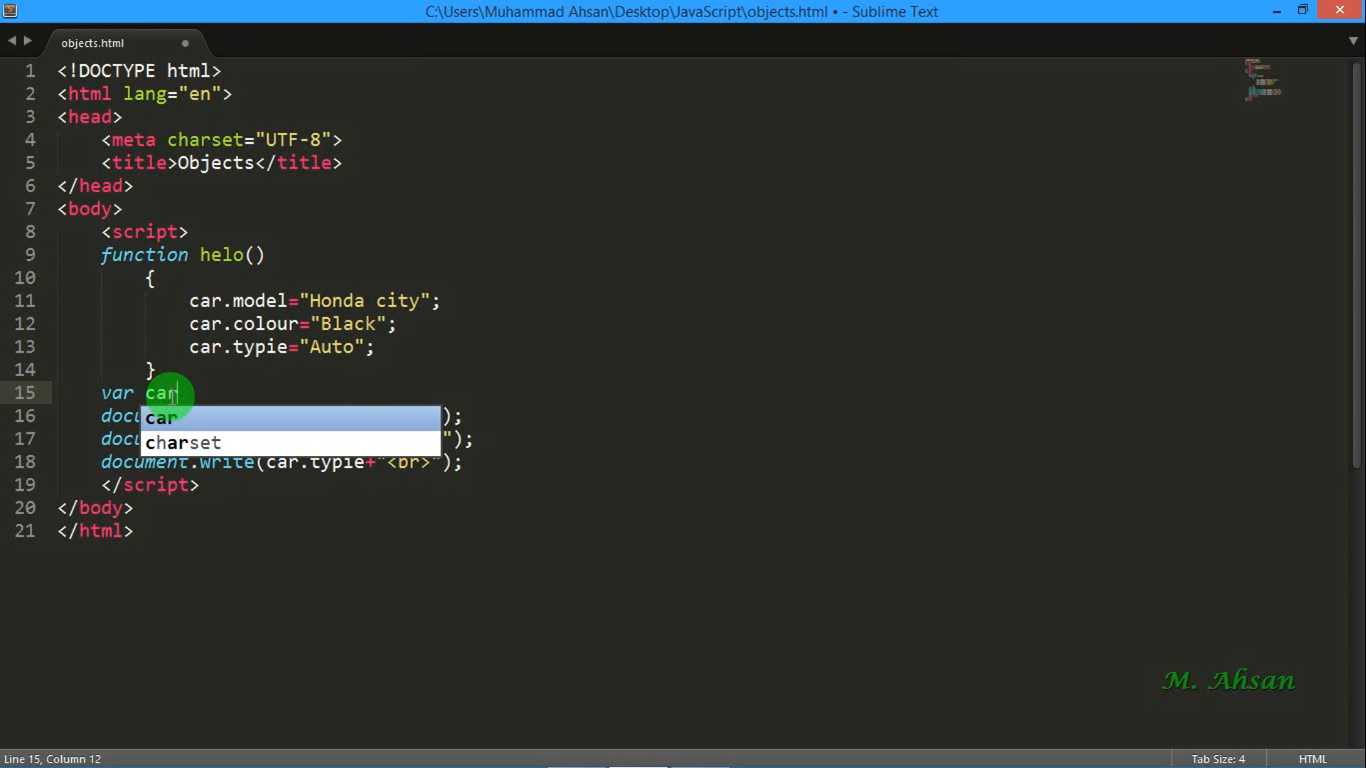 C:\Users\Muhammad Ahsan\Desktop\JavaScript\objects.html • - Sublime Text
objects.html
1 <!DOCTYPE html>
2 <html lang="en">
3 <head>
4 <meta charset="UTF-8">
5 <title>Objects</title>
6 </head>
7 <body>
8 <script>
9 function helo()
10 {
11 car.model="Honda city";
12 car.colour="Black";
13 car.typie="Auto";
14 }
15 var car
16 docu );
car
17 docu ");
charset
18 document.write(car.typie+"<br>");
19 </script>
20 </body>
21 </html>
M. Ahsan
Line 15, Column 12
Tab Size: 4
HTML